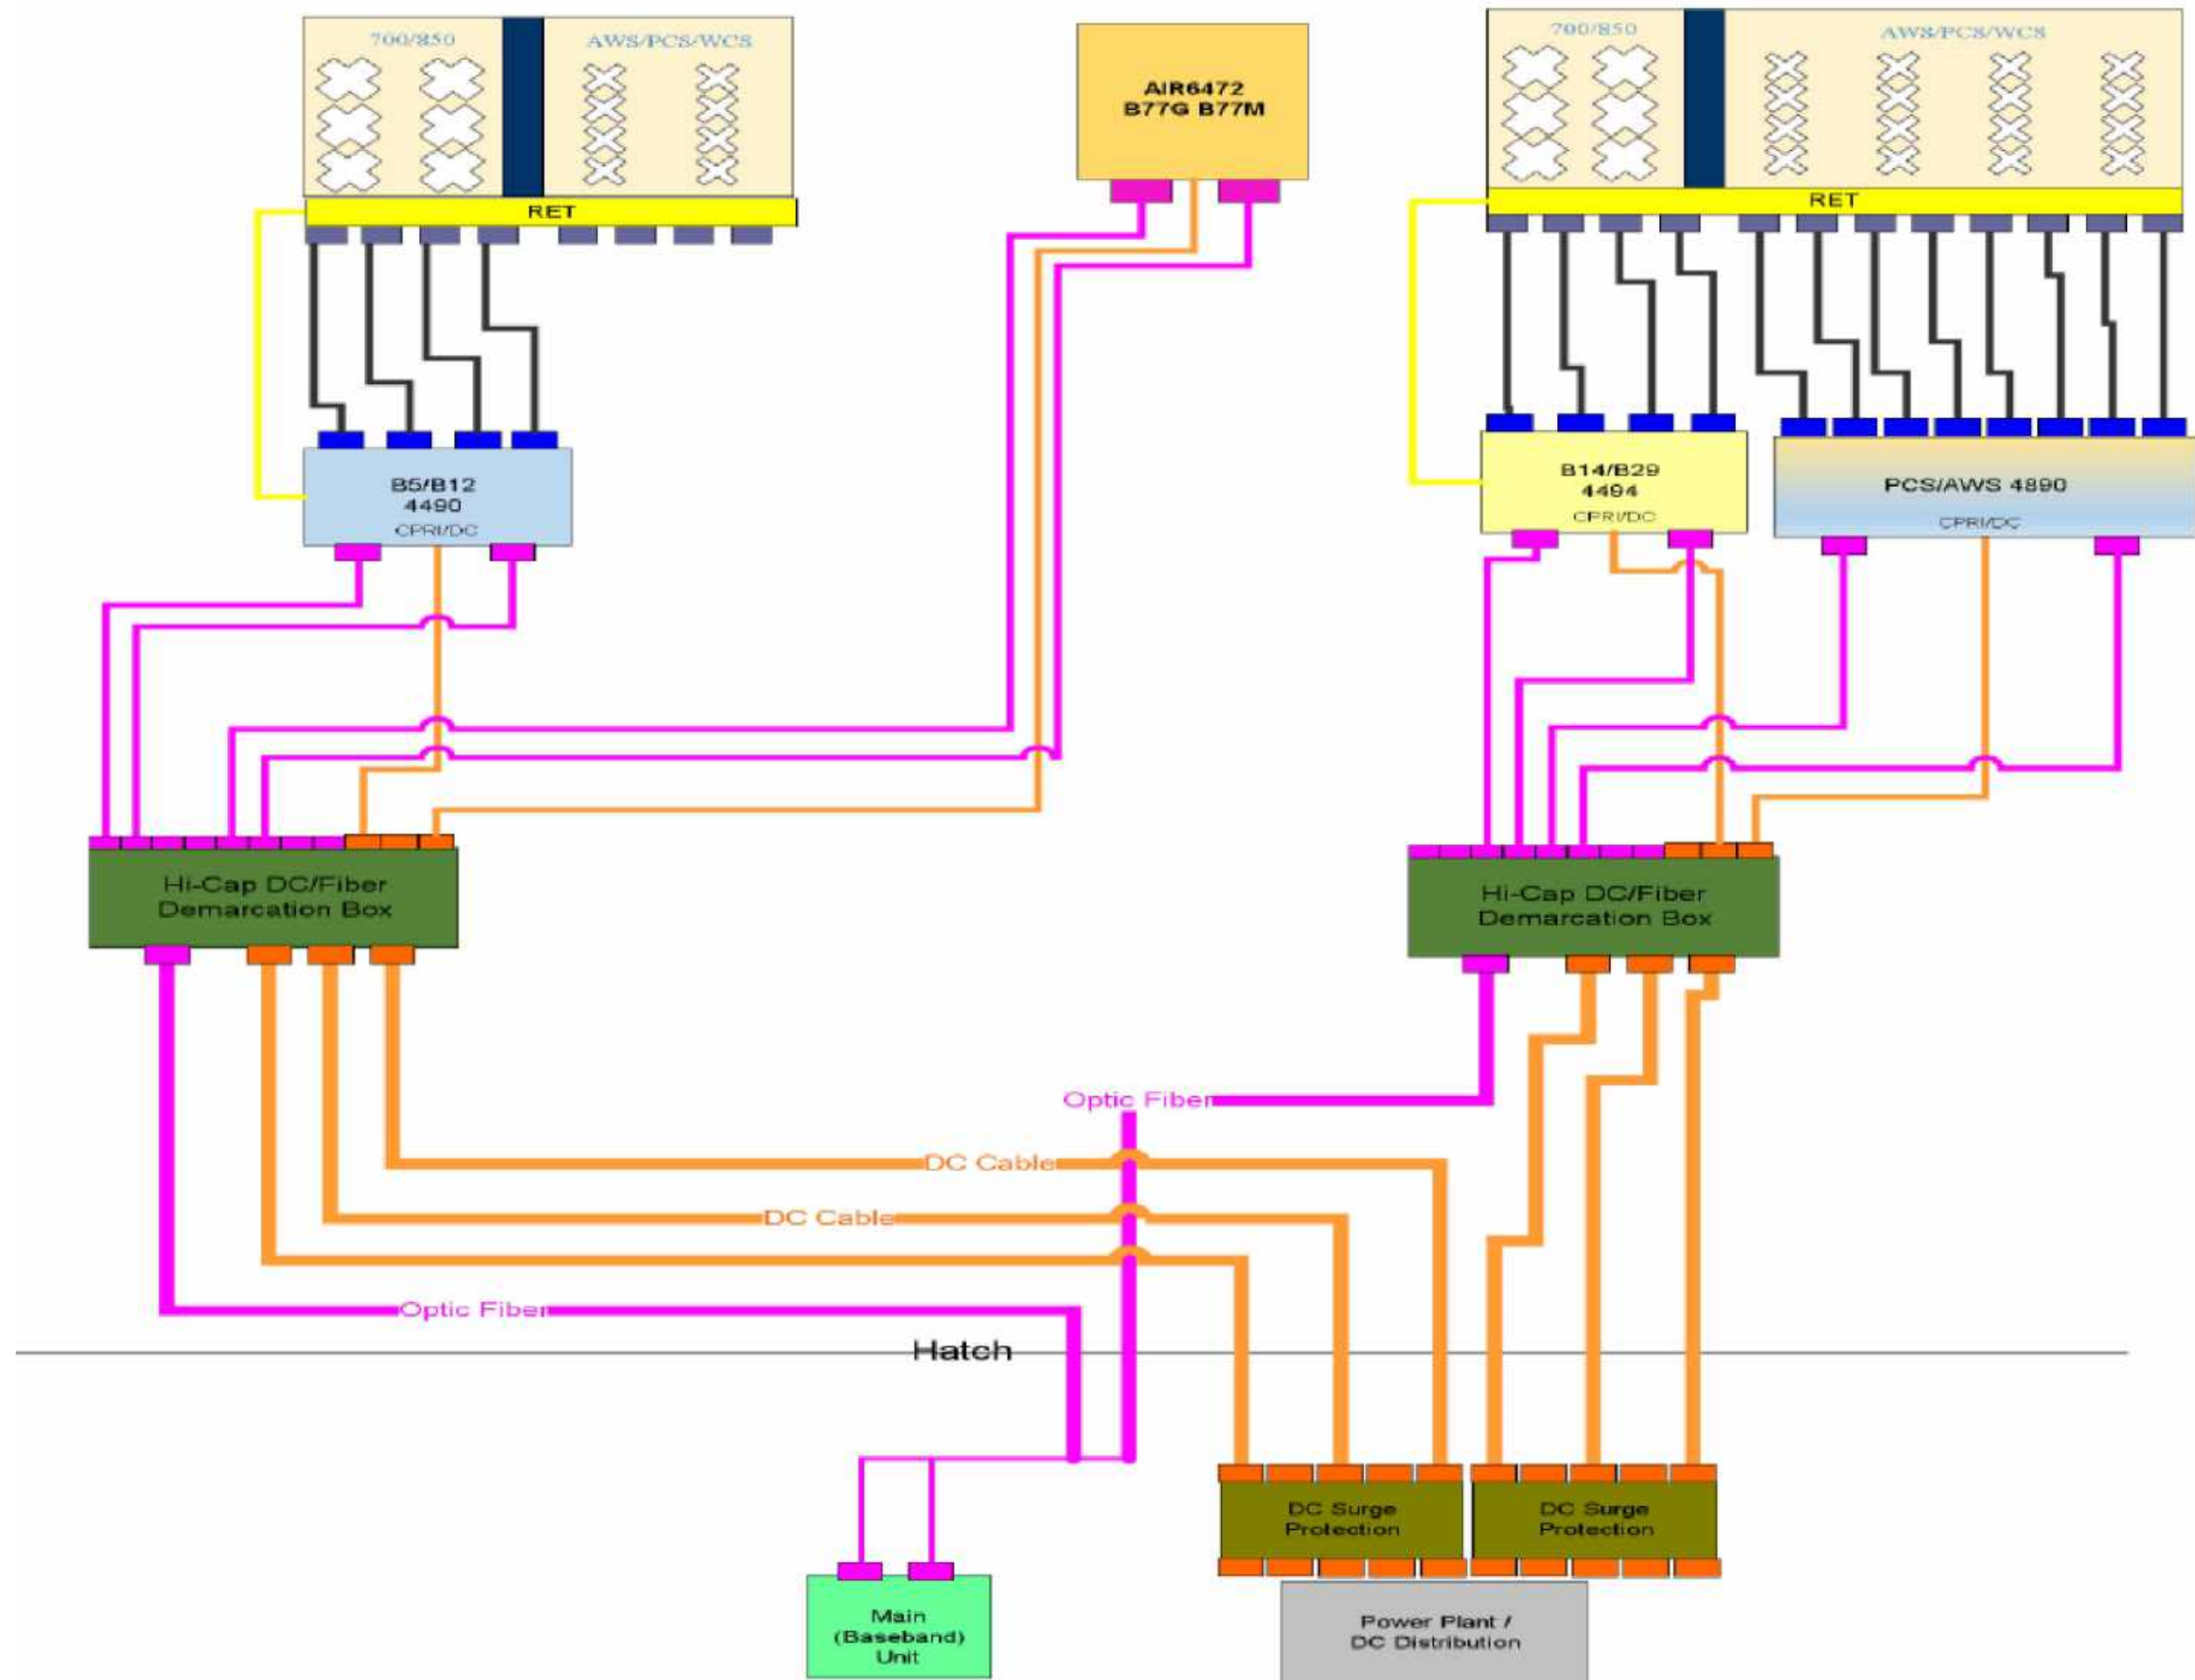 700/850
AWS/PCS/WCS
RET
AIR6472
B77G B77M
700/850
AWS/PCS/WCS
RET
B5/B12
4490
CPRI/DC
B14/B29
4494
CPRI/DC
PCS/AWS 4890
CPRI/DC
Hi-Cap DC/Fiber
Demarcation Box
Hi-Cap DC/Fiber
Demarcation Box
Optic Fiber
DC Cable
DC Cable
Optic Fiber
Hatch
DC Surge
Protection
DC Surge
Protection
Main
(Baseband)
Unit
Power Plant /
DC Distribution